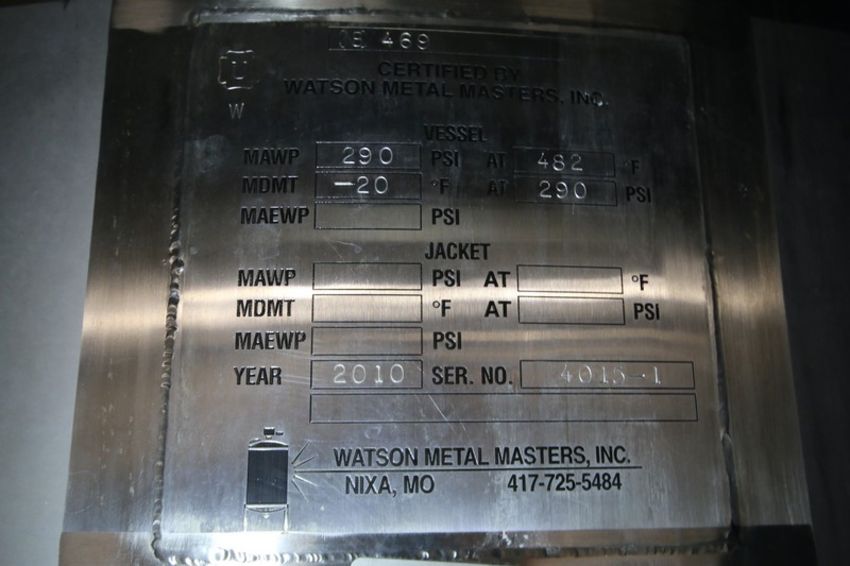 469
U
CERTIFIED BY
WATSON METAL MASTERS, INC.
W
VESSEL
MAWP 290 PSI AT 482 °F
MDMT -20 °F AT 290 PSI
MAEWP PSI
JACKET
MAWP PSI AT °F
MDMT °F AT PSI
MAEWP PSI
YEAR 2010 SER. NO. 4015-1
WATSON METAL MASTERS, INC.
NIXA, MO 417-725-5484